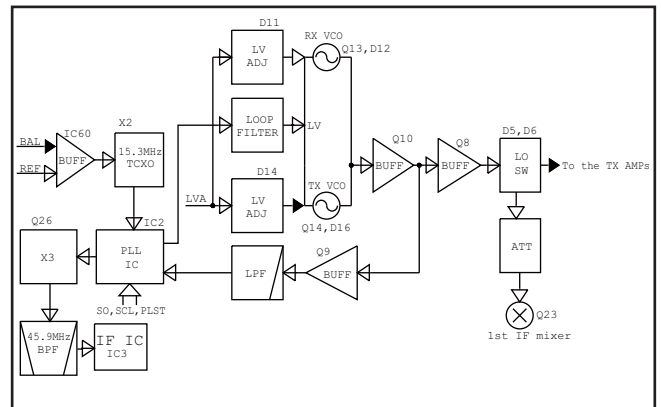 D11
LV
ADJ
RX VCO
Q13,D12
X2
IC60
BAL
REF
BUFF
15.3MHz
TCXO
LOOP
FILTER
LV
Q10
BUFF
Q8
BUFF
D5,D6
LO
SW
To the TX AMPs
D14
LVA
LV
ADJ
TX VCO
Q14,D16
Q26
X3
IC2
PLL
IC
LPF
Q9
BUFF
ATT
SO,SCL,PLST
45.9MHz
BPF
IF IC
IC3
Q23
1st IF mixer